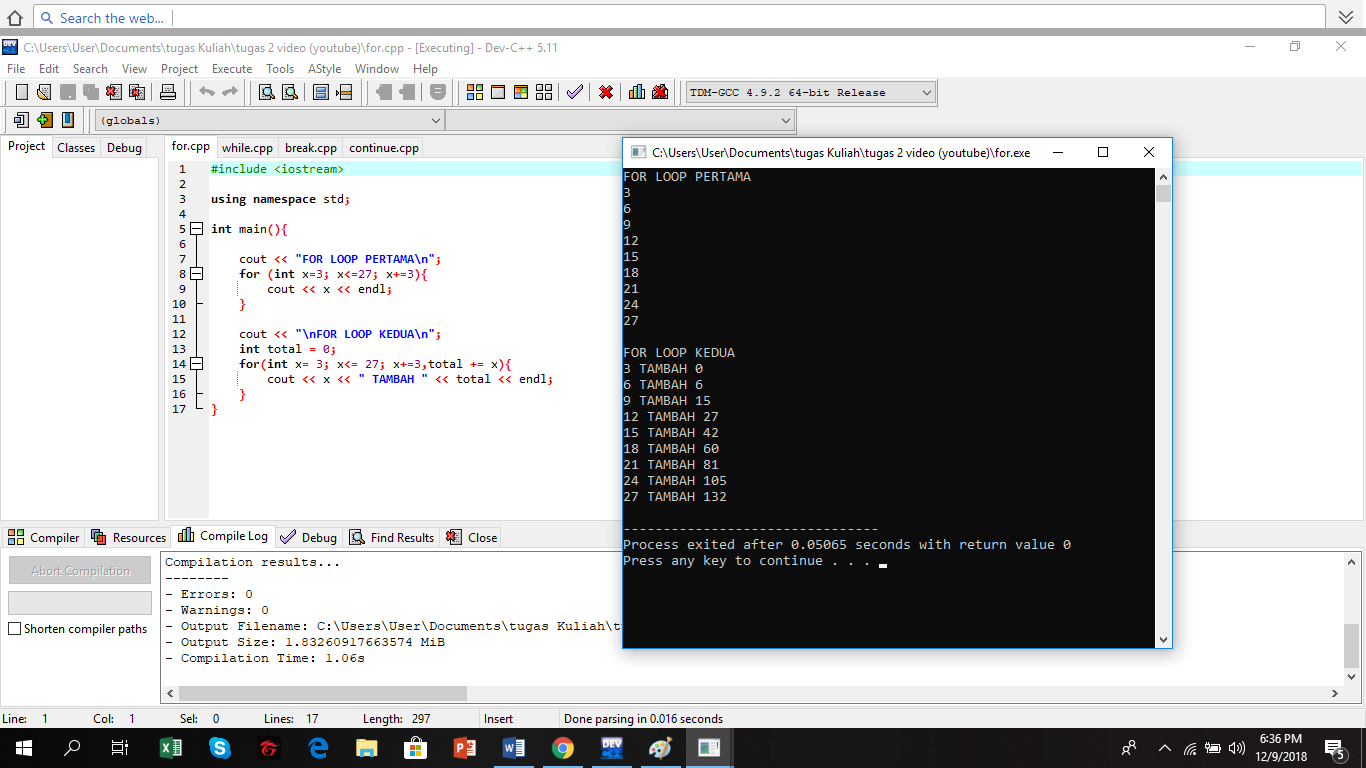 Search the web...
C:\Users\User\Documents\tugas Kuliah\tugas 2 video (youtube)\for.cpp - [Executing] - Dev-C++ 5.11
File Edit Search View Project Execute Tools AStyle Window Help
TDM-GCC 4.9.2 64-bit Release
(globals)
Project Classes Debug
for.cpp while.cpp break.cpp continue.cpp
1 #include <iostream>
2
3 using namespace std;
4
5 int main(){
6
7 cout << "FOR LOOP PERTAMA\n";
8 for (int x=3; x<=27; x+=3){
9 cout << x << endl;
10 }
11
12 cout << "\nFOR LOOP KEDUA\n";
13 int total = 0;
14 for(int x= 3; x<= 27; x+=3,total += x){
15 cout << x << " TAMBAH " << total << endl;
16 }
17 }
C:\Users\User\Documents\tugas Kuliah\tugas 2 video (youtube)\for.exe
FOR LOOP PERTAMA
3
6
9
12
15
18
21
24
27
FOR LOOP KEDUA
3 TAMBAH 0
6 TAMBAH 6
9 TAMBAH 15
12 TAMBAH 27
15 TAMBAH 42
18 TAMBAH 60
21 TAMBAH 81
24 TAMBAH 105
27 TAMBAH 132
--------------------------------
Process exited after 0.05065 seconds with return value 0
Press any key to continue . . .
Compiler Resources Compile Log Debug Find Results Close
Abort Compilation
Shorten compiler paths
Compilation results...
--------
- Errors: 0
- Warnings: 0
- Output Filename: C:\Users\User\Documents\tugas Kuliah\t
- Output Size: 1.83260917663574 MiB
- Compilation Time: 1.06s
Line: 1 Col: 1 Sel: 0 Lines: 17 Length: 297 Insert Done parsing in 0.016 seconds
DEV
6:36 PM
12/9/2018
5